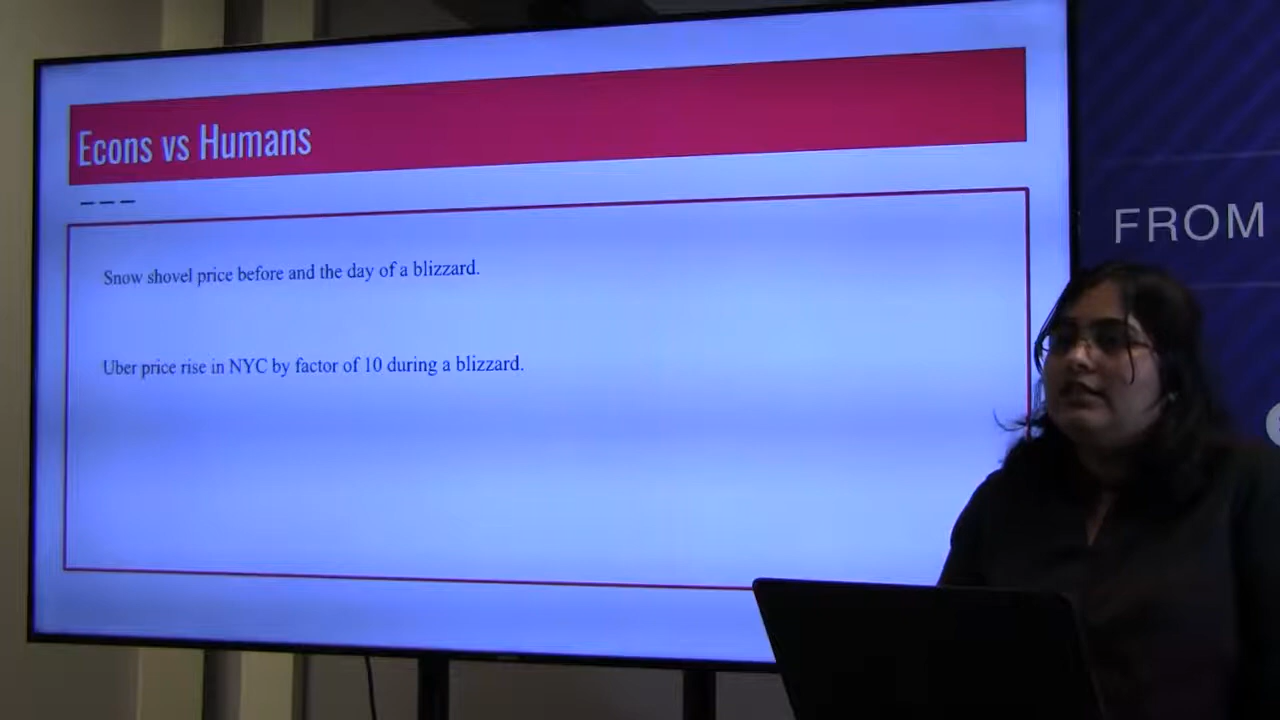 Econs vs Humans
Snow shovel price before and the day of a blizzard.
Uber price rise in NYC by factor of 10 during a blizzard.
FROM